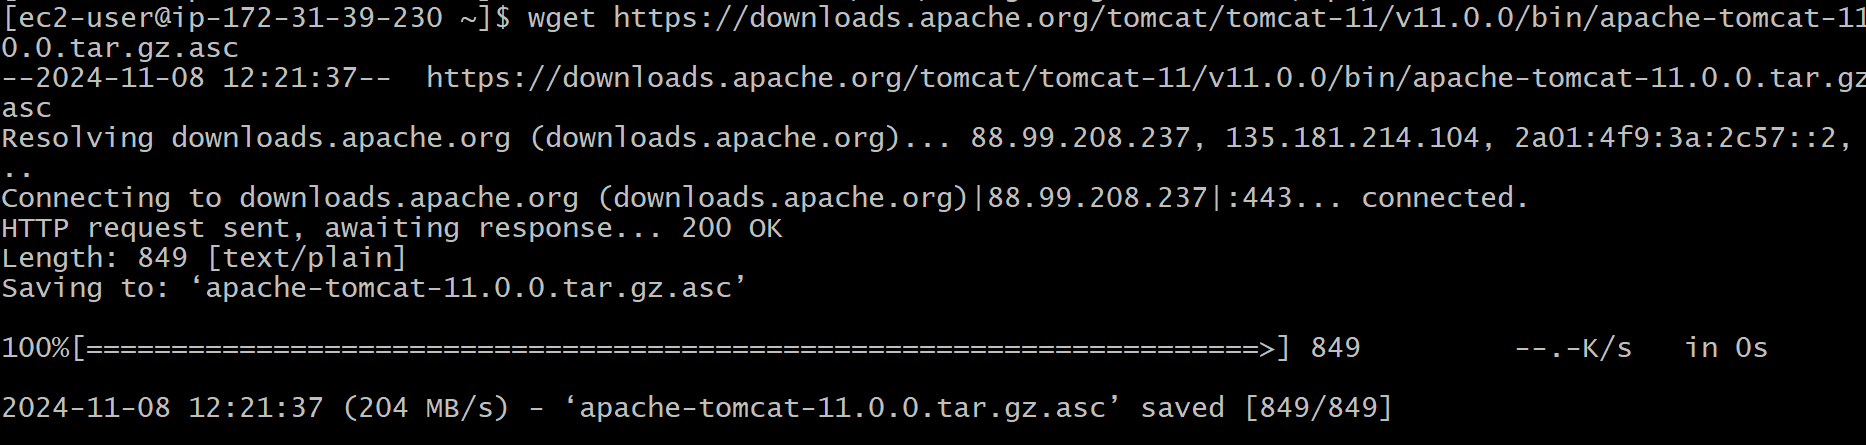 [ec2-user@ip-172-31-39-230 ~]$ wget https://downloads.apache.org/tomcat/tomcat-11/v11.0.0/bin/apache-tomcat-11
0.0.tar.gz.asc
--2024-11-08 12:21:37--  https://downloads.apache.org/tomcat/tomcat-11/v11.0.0/bin/apache-tomcat-11.0.0.tar.gz
asc
Resolving downloads.apache.org (downloads.apache.org)... 88.99.208.237, 135.181.214.104, 2a01:4f9:3a:2c57::2,
..
Connecting to downloads.apache.org (downloads.apache.org)|88.99.208.237|:443... connected.
HTTP request sent, awaiting response... 200 OK
Length: 849 [text/plain]
Saving to: ‘apache-tomcat-11.0.0.tar.gz.asc’
100%[=====================================================================>] 849         --.-K/s   in 0s
2024-11-08 12:21:37 (204 MB/s) - ‘apache-tomcat-11.0.0.tar.gz.asc’ saved [849/849]